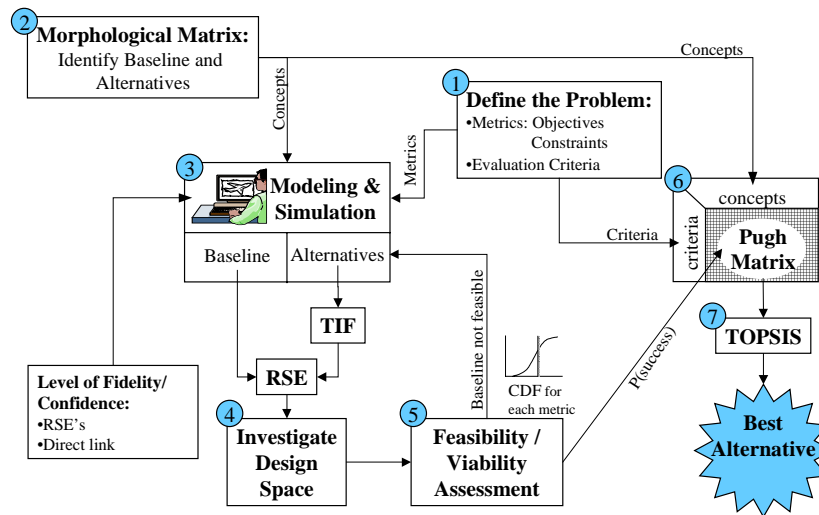 2
Morphological Matrix:
Identify Baseline and
Alternatives
Concepts
Concepts
1
Define the Problem:
•Metrics: Objectives
Constraints
•Evaluation Criteria
Metrics
3
Modeling &
Simulation
Baseline
Alternatives
TIF
RSE
Level of Fidelity/
Confidence:
•RSE's
•Direct link
4
Investigate
Design
Space
5
Feasibility /
Viability
Assessment
Baseline not feasible
CDF for
each metric
P(success)
Criteria
6
concepts
criteria
Pugh
Matrix
7
TOPSIS
Best
Alternative